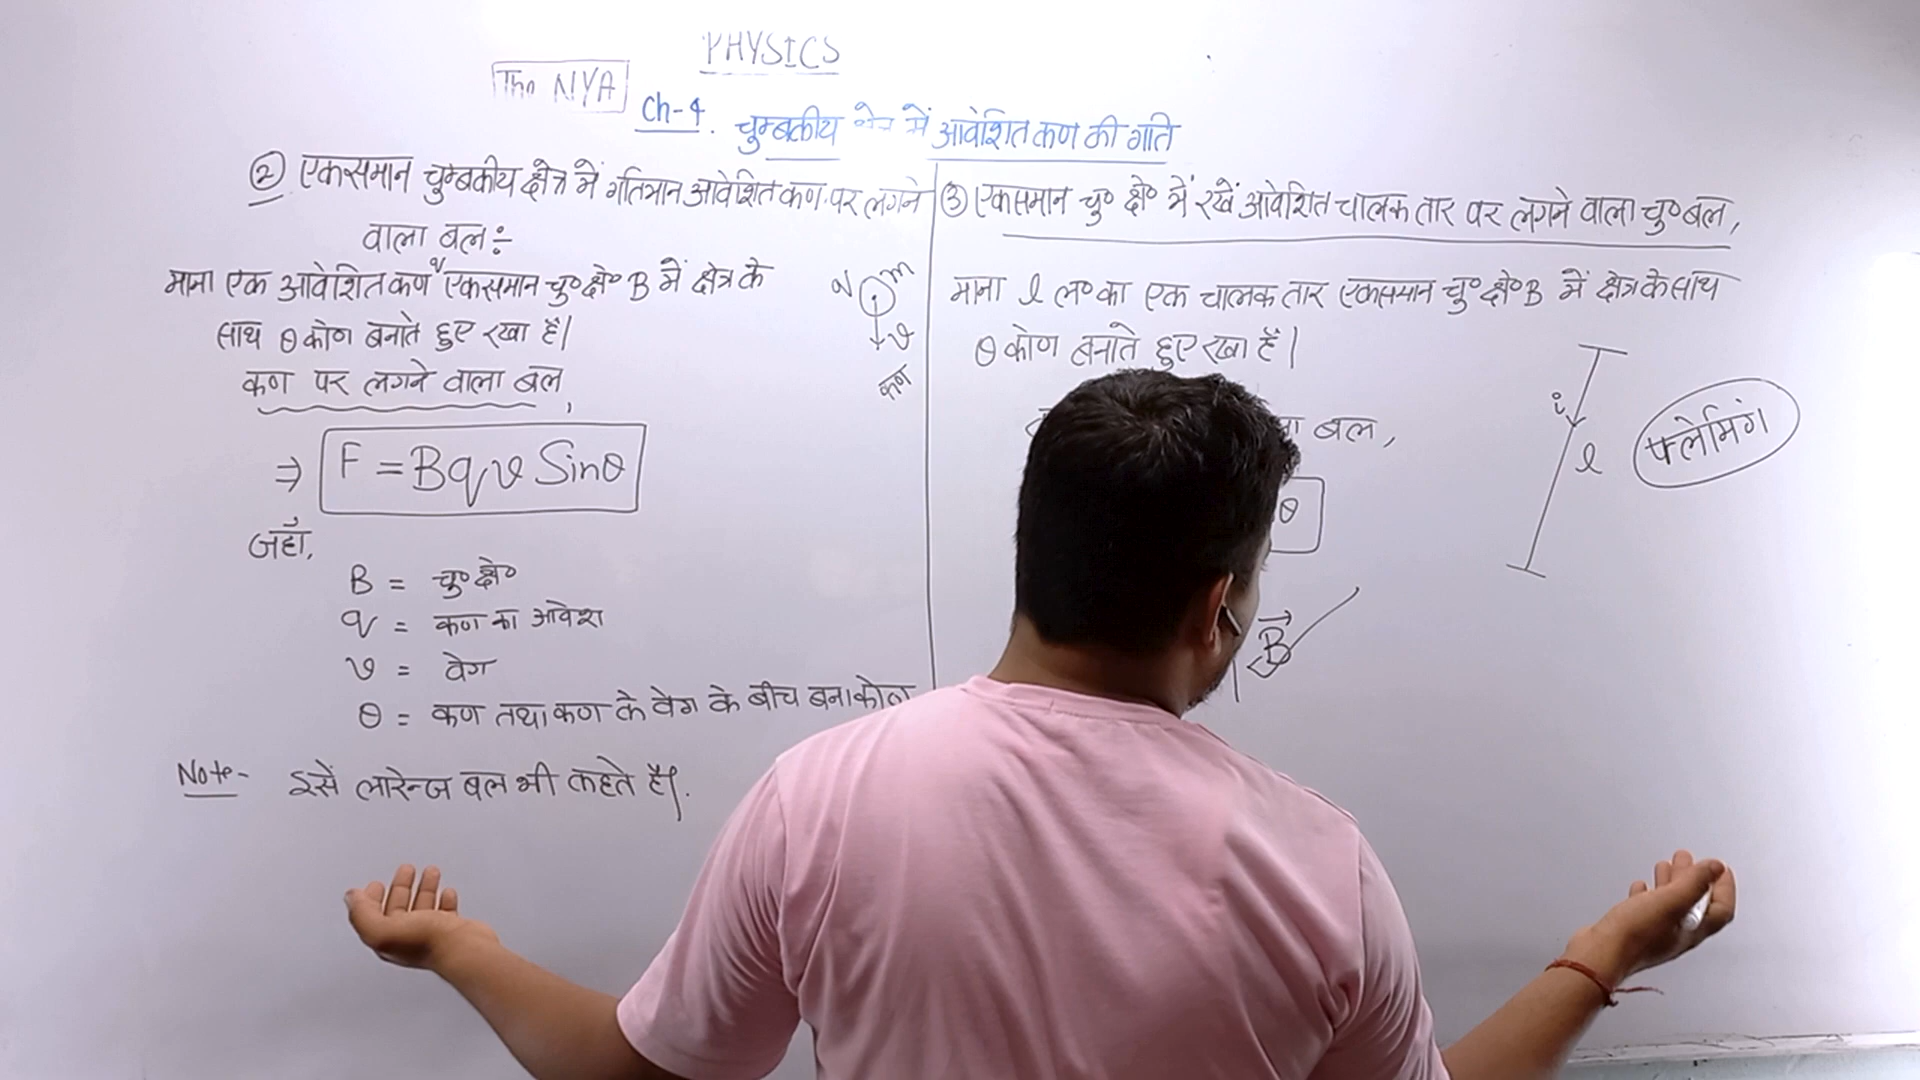 PHYSICS
The NYA
Ch-4. चुम्बकीय क्षेत्र में आवेशित कण की गति
② एकसमान चुम्बकीय क्षेत्र में गतिमान आवेशित कण पर लगने
वाला बल÷
माना एक आवेशित कण q एकसमान चु० क्षे० B में क्षेत्र के
साथ θ कोण बनाते हुए रखा है।
कण पर लगने वाला बल,
⇒ F = Bqv Sinθ
जहाँ,
B = चु० क्षे०
q = कण का आवेश
v = वेग
θ = कण तथा कण के वेग के बीच बना कोण
Note- इसें लारेन्ज बल भी कहते है।
m
v
कण
③ एकसमान चु० क्षे० में रखें आवेशित चालक तार पर लगने वाला चु० बल,
माना l ल० का एक चालक तार एकसमान चु० क्षे० B में क्षेत्र के साथ
θ कोण बनाते हुए रखा है।
बल,
θ
B
i
l
फ्लेमिंग